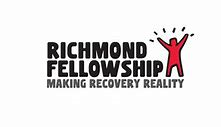 RICHMOND
FELLOWSHIP
MAKING RECOVERY REALITY